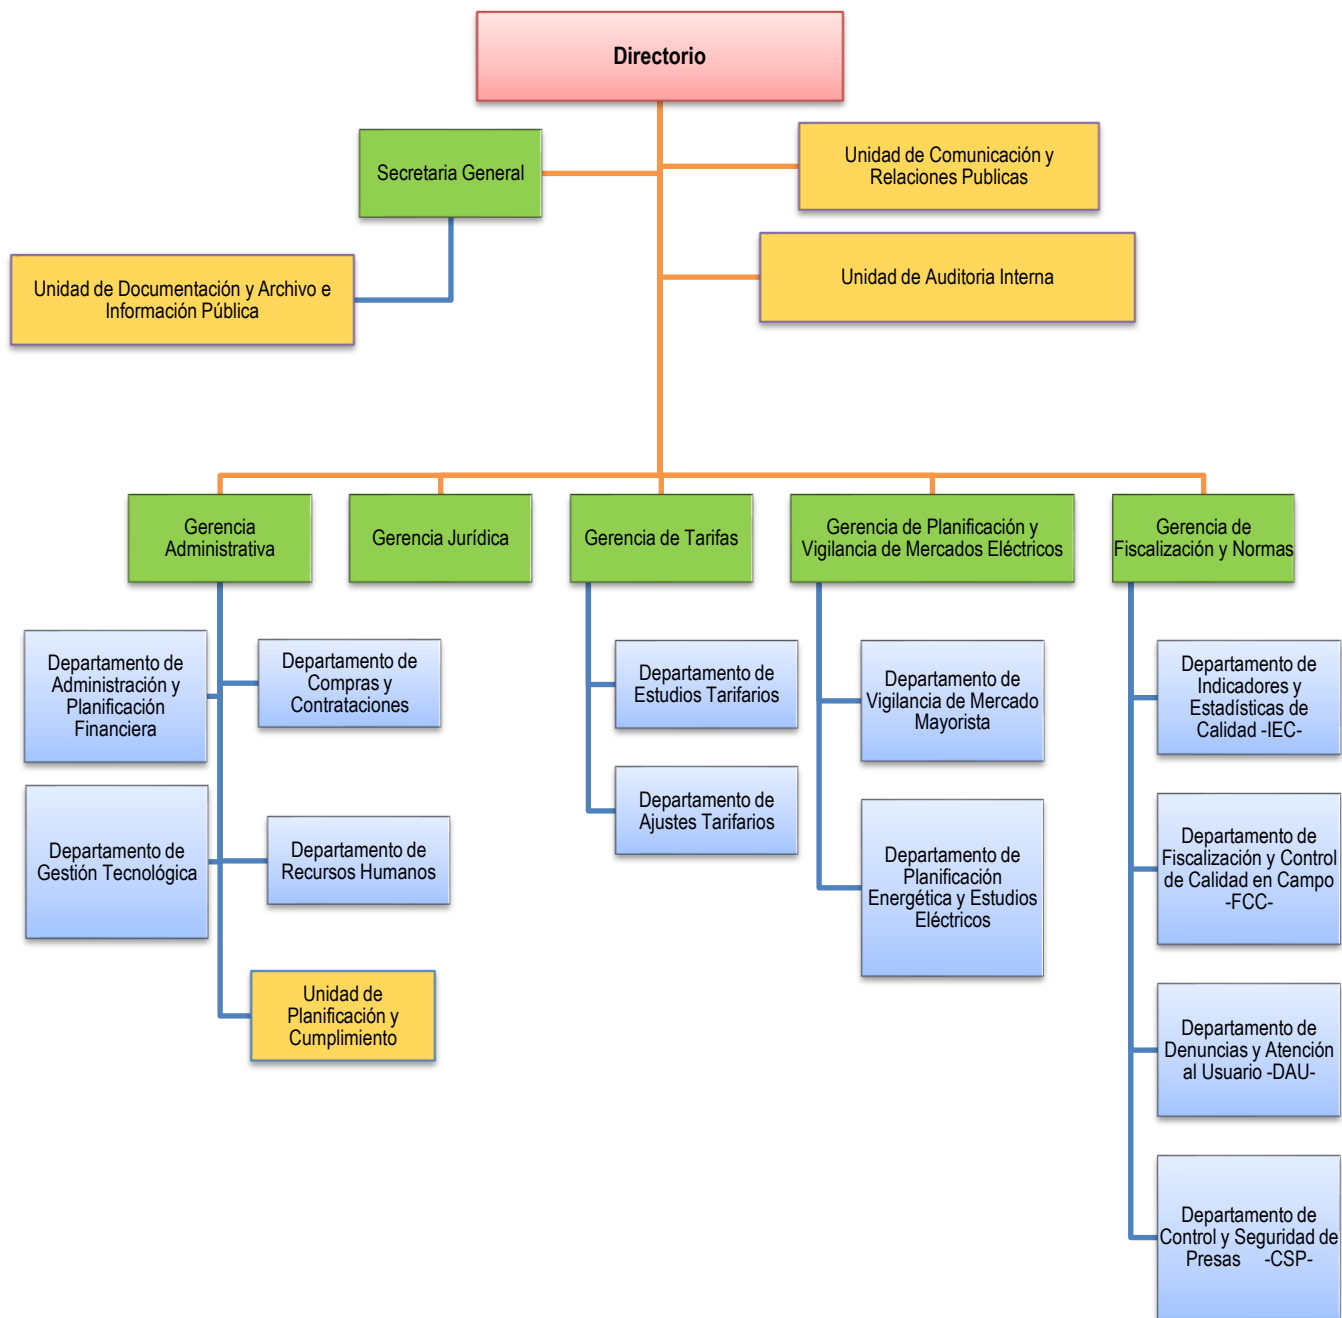 Directorio
Secretaria General
Unidad de Comunicación y
Relaciones Publicas
Unidad de Documentación y Archivo e
Información Pública
Unidad de Auditoria Interna
Gerencia
Administrativa
Gerencia Jurídica
Gerencia de Tarifas
Gerencia de Planificación y
Vigilancia de Mercados Eléctricos
Gerencia de
Fiscalización y Normas
Departamento de
Administración y
Planificación
Financiera
Departamento de
Compras y
Contrataciones
Departamento de
Gestión Tecnológica
Departamento de
Recursos Humanos
Unidad de
Planificación y
Cumplimiento
Departamento de
Estudios Tarifarios
Departamento de
Ajustes Tarifarios
Departamento de
Vigilancia de Mercado
Mayorista
Departamento de
Planificación
Energética y Estudios
Eléctricos
Departamento de
Indicadores y
Estadísticas de
Calidad -IEC-
Departamento de
Fiscalización y Control
de Calidad en Campo
-FCC-
Departamento de
Denuncias y Atención
al Usuario -DAU-
Departamento de
Control y Seguridad de
Presas -CSP-